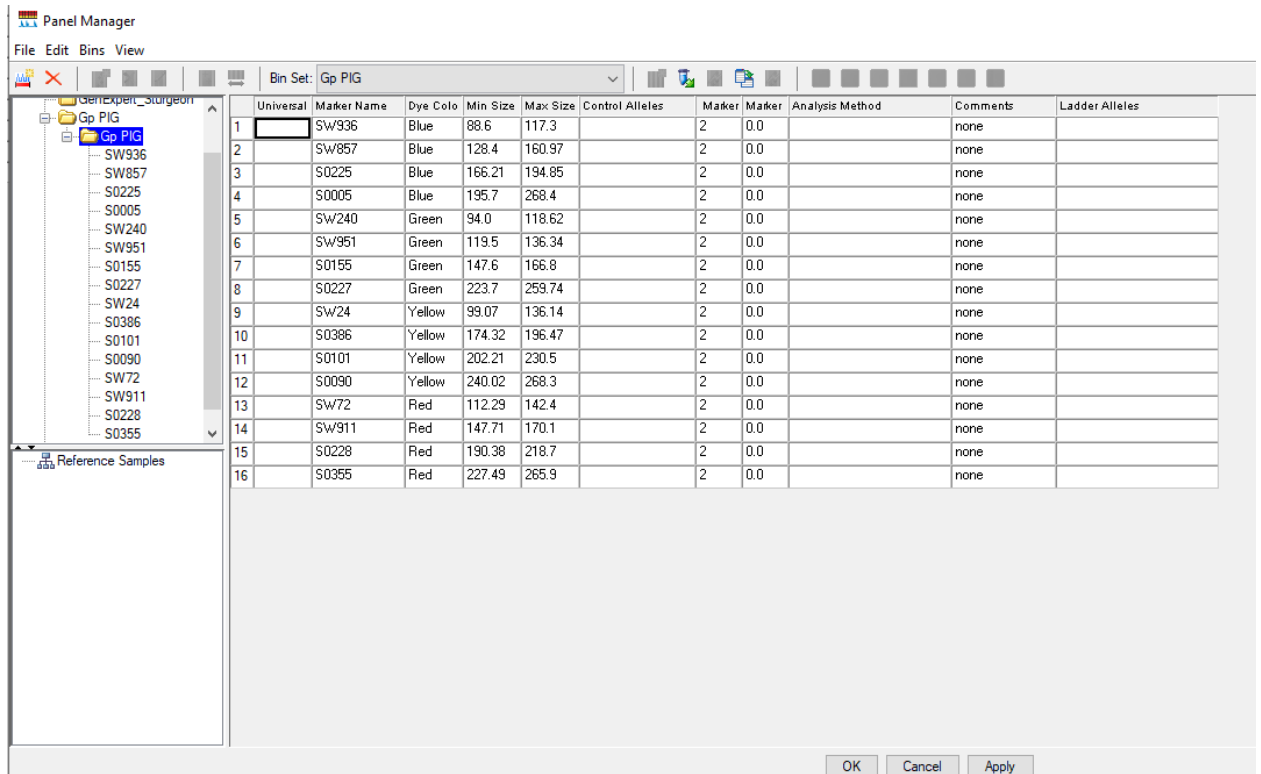 Panel Manager
File Edit Bins View
Bin Set: Gp PIG
GenExpert_Sturgeon
Gp PIG
Gp PIG
SW936
SW857
S0225
S0005
SW240
SW951
S0155
S0227
SW24
S0386
S0101
S0090
SW72
SW911
S0228
S0355
Reference Samples
Universal Marker Name Dye Colo Min Size Max Size Control Alleles Marker Marker Analysis Method Comments Ladder Alleles
1 SW936 Blue 88.6 117.3 2 0.0 none
2 SW857 Blue 128.4 160.97 2 0.0 none
3 S0225 Blue 166.21 194.85 2 0.0 none
4 S0005 Blue 195.7 268.4 2 0.0 none
5 SW240 Green 94.0 118.62 2 0.0 none
6 SW951 Green 119.5 136.34 2 0.0 none
7 S0155 Green 147.6 166.8 2 0.0 none
8 S0227 Green 223.7 259.74 2 0.0 none
9 SW24 Yellow 99.07 136.14 2 0.0 none
10 S0386 Yellow 174.32 196.47 2 0.0 none
11 S0101 Yellow 202.21 230.5 2 0.0 none
12 S0090 Yellow 240.02 268.3 2 0.0 none
13 SW72 Red 112.29 142.4 2 0.0 none
14 SW911 Red 147.71 170.1 2 0.0 none
15 S0228 Red 190.38 218.7 2 0.0 none
16 S0355 Red 227.49 265.9 2 0.0 none
OK Cancel Apply